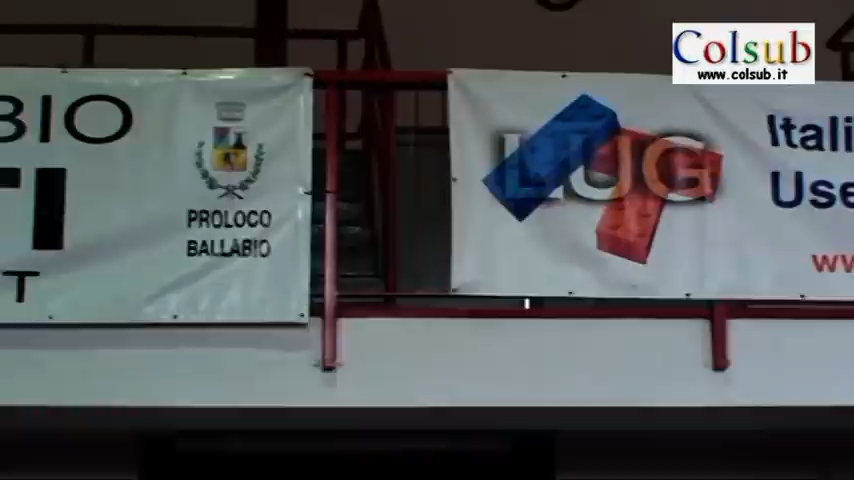 Colsub
www.colsub.it
BIO
T
PROLOCO
BALLABIO
LUG
Itali
Use
ww